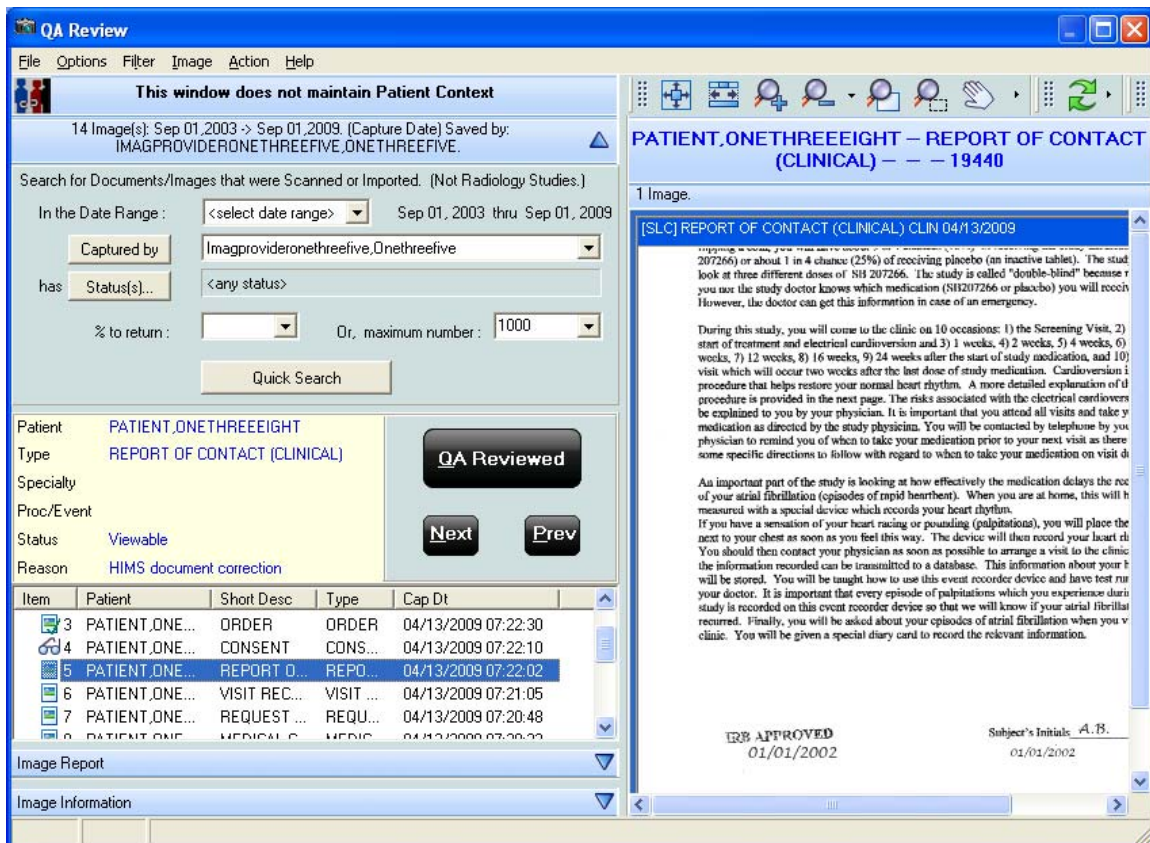 QA Review
File Options Filter Image Action Help
This window does not maintain Patient Context
14 Image(s): Sep 01,2003 -> Sep 01,2009. (Capture Date) Saved by:
IMAGPROVIDERONETHREEFIVE,ONETHREEFIVE.
Search for Documents/Images that were Scanned or Imported. (Not Radiology Studies.)
In the Date Range : <select date range> Sep 01, 2003 thru Sep 01, 2009
Captured by Imagprovideronethreefive,Onethreefive
has Status(s)... <any status>
% to return : Or, maximum number : 1000
Quick Search
Patient PATIENT,ONETHREEEIGHT
Type REPORT OF CONTACT (CLINICAL)
Specialty
Proc/Event
Status Viewable
Reason HIMS document correction
QA Reviewed
Next Prev
Item Patient Short Desc Type Cap Dt
3 PATIENT,ONE... ORDER ORDER 04/13/2009 07:22:30
4 PATIENT,ONE... CONSENT CONS... 04/13/2009 07:22:10
5 PATIENT,ONE... REPORT O... REPO... 04/13/2009 07:22:02
6 PATIENT,ONE... VISIT REC... VISIT ... 04/13/2009 07:21:05
7 PATIENT,ONE... REQUEST ... REQU... 04/13/2009 07:20:48
Image Report
Image Information
PATIENT,ONETHREEEIGHT – REPORT OF CONTACT
(CLINICAL) – – – 19440
1 Image.
[SLC] REPORT OF CONTACT (CLINICAL) CLIN 04/13/2009
207266) or about 1 in 4 chance (25%) of receiving placebo (an inactive tablet). The stud
look at three different doses of SB 207266. The study is called "double-blind" because
you nor the study doctor knows which medication (SB207266 or placebo) you will receiv
However, the doctor can get this information in case of an emergency.
During this study, you will come to the clinic on 10 occasions: 1) the Screening Visit, 2)
start of treatment and electrical cardioversion and 3) 1 weeks, 4) 2 weeks, 5) 4 weeks, 6)
weeks, 7) 12 weeks, 8) 16 weeks, 9) 24 weeks after the start of study medication, and 10)
visit which will occur two weeks after the last dose of study medication. Cardioversion i
procedure that helps restore your normal heart rhythm. A more detailed explanation of th
procedure is provided in the next page. The risks associated with the electrical cardiovers
be explained to you by your physician. It is important that you attend all visits and take y
medication as directed by the study physician. You will be contacted by telephone by you
physician to remind you of when to take your medication prior to your next visit as there
some specific directions to follow with regard to when to take your medication on visit d
An important part of the study is looking at how effectively the medication delays the rec
of your atrial fibrillation (episodes of rapid heartbeat). When you are at home, this will b
measured with a special device which records your heart rhythm.
If you have a sensation of your heart racing or pounding (palpitations), you will place the
next to your chest as soon as you feel this way. The device will then record your heart rh
You should then contact your physician as soon as possible to arrange a visit to the clinic
the information recorded can be transmitted to a database. This information about your h
will be stored. You will be taught how to use this event recorder device and have test run
your doctor. It is important that every episode of palpitations which you experience duri
study is recorded on this event recorder device so that we will know if your atrial fibrillat
recurred. Finally, you will be asked about your episodes of atrial fibrillation when you v
clinic. You will be given a special diary card to record the relevant information.
IRB APPROVED Subject's Initials A.B.
01/01/2002 01/01/2002